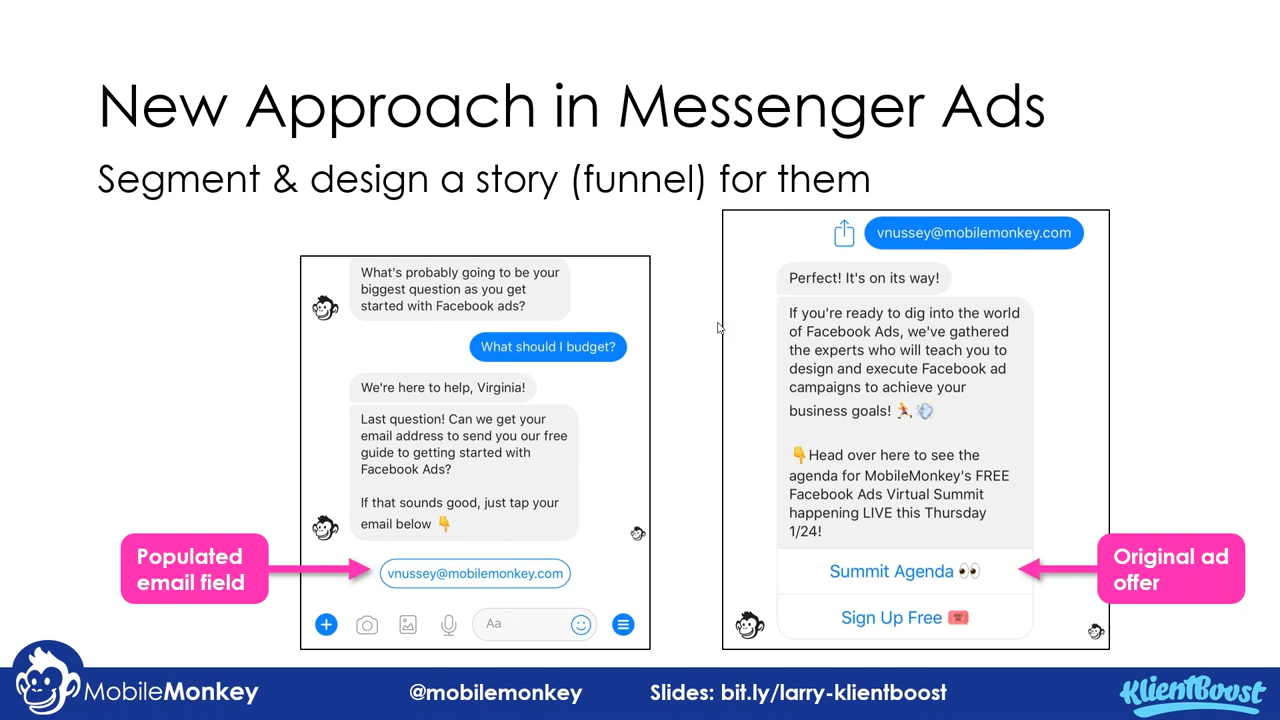 New Approach in Messenger Ads
Segment & design a story (funnel) for them
What's probably going to be your
biggest question as you get
started with Facebook ads?
What should I budget?
We're here to help, Virginia!
Last question! Can we get your
email address to send you our free
guide to getting started with
Facebook Ads?
If that sounds good, just tap your
email below 👇
vnussey@mobilemonkey.com
Aa
Populated
email field
vnussey@mobilemonkey.com
Perfect! It's on its way!
If you're ready to dig into the world
of Facebook Ads, we've gathered
the experts who will teach you to
design and execute Facebook ad
campaigns to achieve your
business goals! 🏃💨
👇Head over here to see the
agenda for MobileMonkey's FREE
Facebook Ads Virtual Summit
happening LIVE this Thursday
1/24!
Summit Agenda 👀
Sign Up Free 🎟️
Original ad
offer
MobileMonkey
@mobilemonkey
Slides: bit.ly/larry-klientboost
KlientBoost